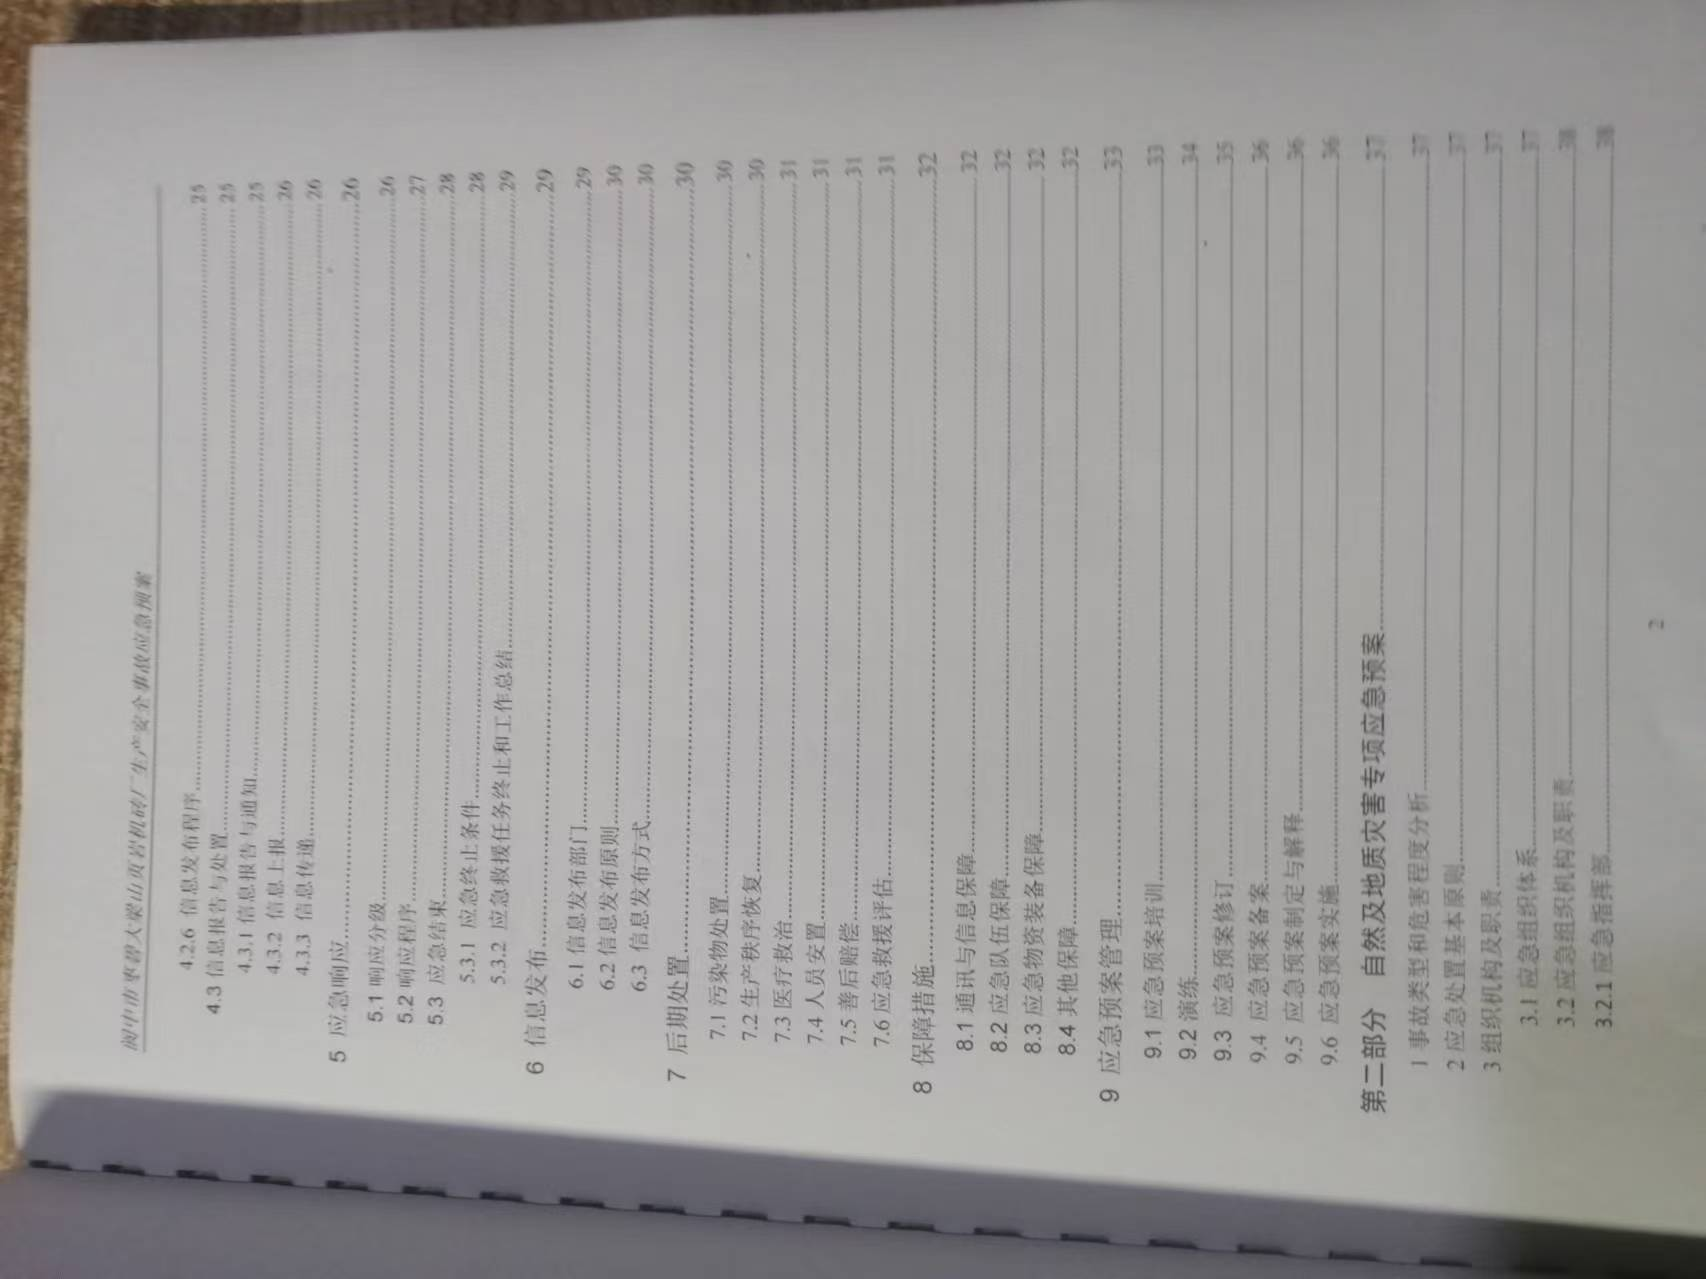 阆中市枣碧大梁山页岩机砖厂生产安全事故应急预案
4.2.6 信息发布程序........25
4.3 信息报告与处置........25
4.3.1 信息报告与通知........25
4.3.2 信息上报........26
4.3.3 信息传递........26
5 应急响应........26
5.1 响应分级........26
5.2 响应程序........27
5.3 应急结束........28
5.3.1 应急终止条件........28
5.3.2 应急救援任务终止和工作总结........29
6 信息发布........29
6.1 信息发布部门........29
6.2 信息发布原则........30
6.3 信息发布方式........30
7 后期处置........30
7.1 污染物处置........30
7.2 生产秩序恢复........30
7.3 医疗救治........31
7.4 人员安置........31
7.5 善后赔偿........31
7.6 应急救援评估........31
8 保障措施........32
8.1 通讯与信息保障........32
8.2 应急队伍保障........32
8.3 应急物资装备保障........32
8.4 其他保障........32
9 应急预案管理........33
9.1 应急预案培训........33
9.2 演练........34
9.3 应急预案修订........35
9.4 应急预案备案........36
9.5 应急预案制定与解释........36
9.6 应急预案实施........36
第二部分 自然及地质灾害专项应急预案........37
1 事故类型和危害程度分析........37
2 应急处置基本原则........37
3 组织机构及职责........37
3.1 应急组织体系........37
3.2 应急组织机构及职责........38
3.2.1 应急指挥部........38
2